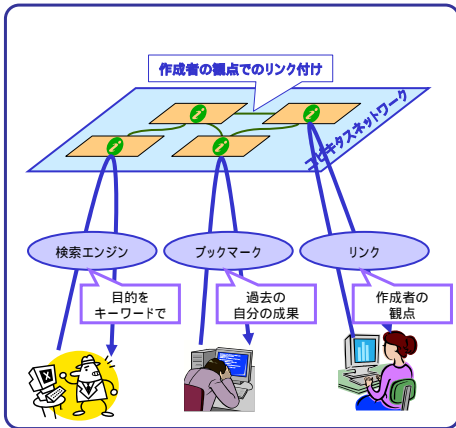 作成者の観点でのリンク付け
ユビキタスネットワーク
検索エンジン
ブックマーク
リンク
目的を
キーワードで
過去の
自分の成果
作成者の
観点